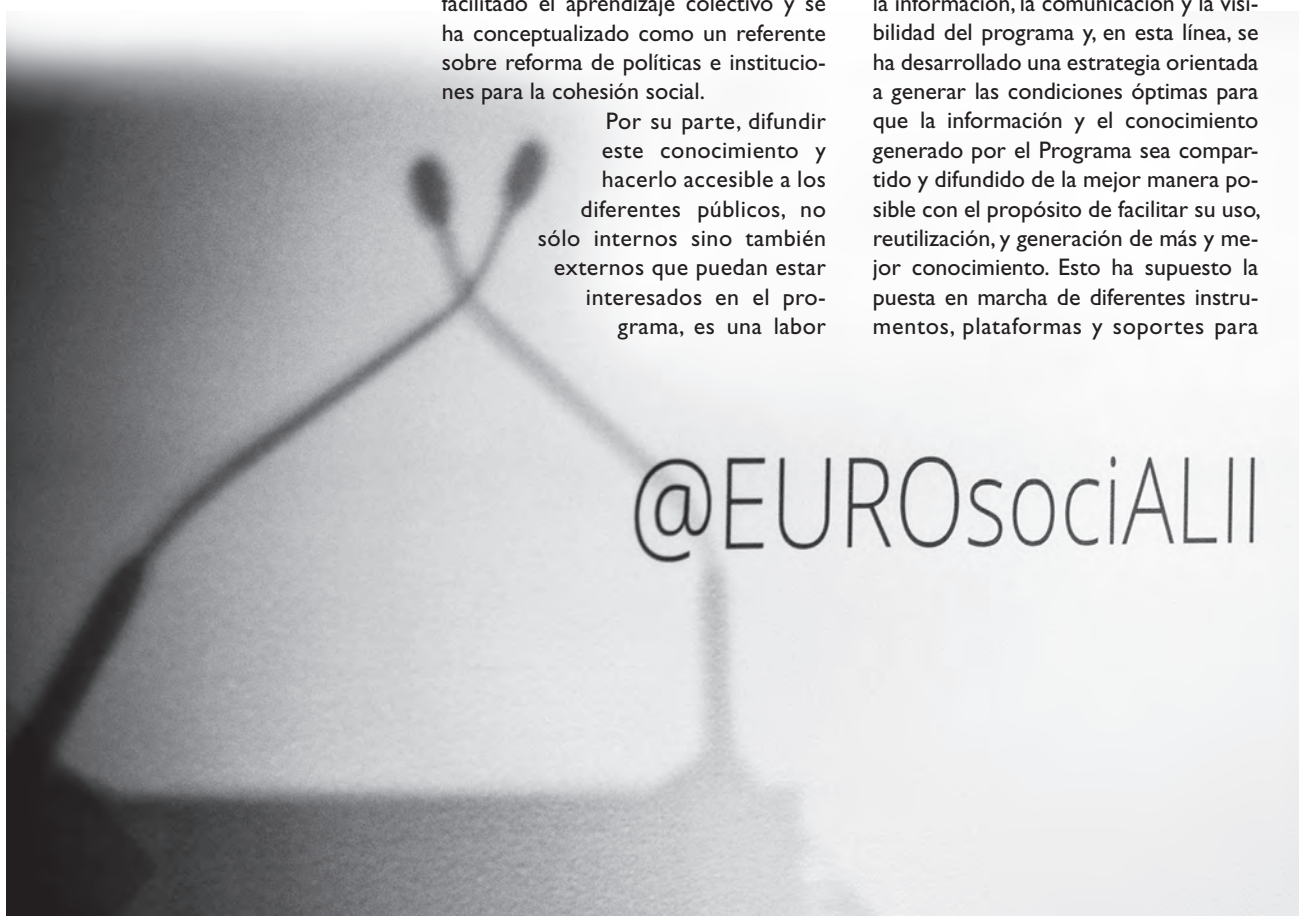 facilitado el aprendizaje colectivo y se
ha conceptualizado como un referente
sobre reforma de políticas e institucio-
nes para la cohesión social.
Por su parte, difundir
este conocimiento y
hacerlo accesible a los
diferentes públicos, no
sólo internos sino también
externos que puedan estar
interesados en el pro-
grama, es una labor
la información, la comunicación y la visi-
bilidad del programa y, en esta línea, se
ha desarrollado una estrategia orientada
a generar las condiciones óptimas para
que la información y el conocimiento
generado por el Programa sea compar-
tido y difundido de la mejor manera po-
sible con el propósito de facilitar su uso,
reutilización, y generación de más y me-
jor conocimiento. Esto ha supuesto la
puesta en marcha de diferentes instru-
mentos, plataformas y soportes para
@EUROsociALII